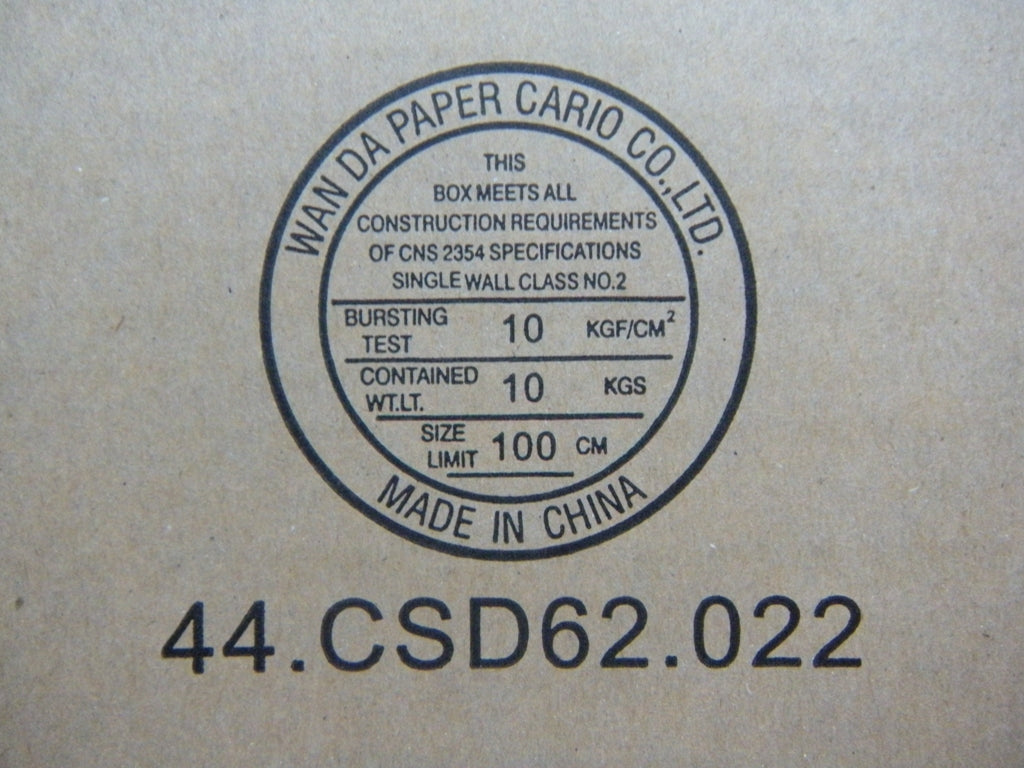 WAN DA PAPER CARIO CO.,LTD.
THIS
BOX MEETS ALL
CONSTRUCTION REQUIREMENTS
OF CNS 2354 SPECIFICATIONS
SINGLE WALL CLASS NO.2
BURSTING TEST 10 KGF/CM²
CONTAINED WT.LT. 10 KGS
SIZE LIMIT 100 CM
MADE IN CHINA
44.CSD62.022